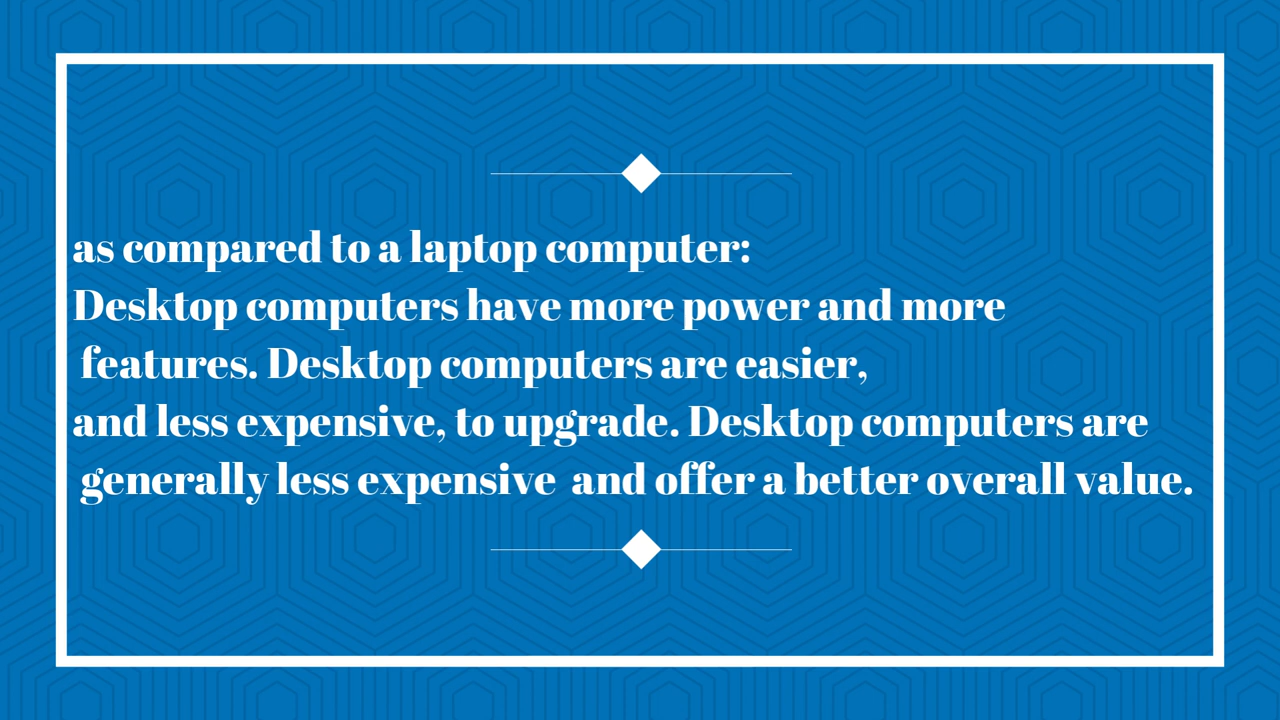 as compared to a laptop computer:
Desktop computers have more power and more
features. Desktop computers are easier,
and less expensive, to upgrade. Desktop computers are
generally less expensive  and offer a better overall value.